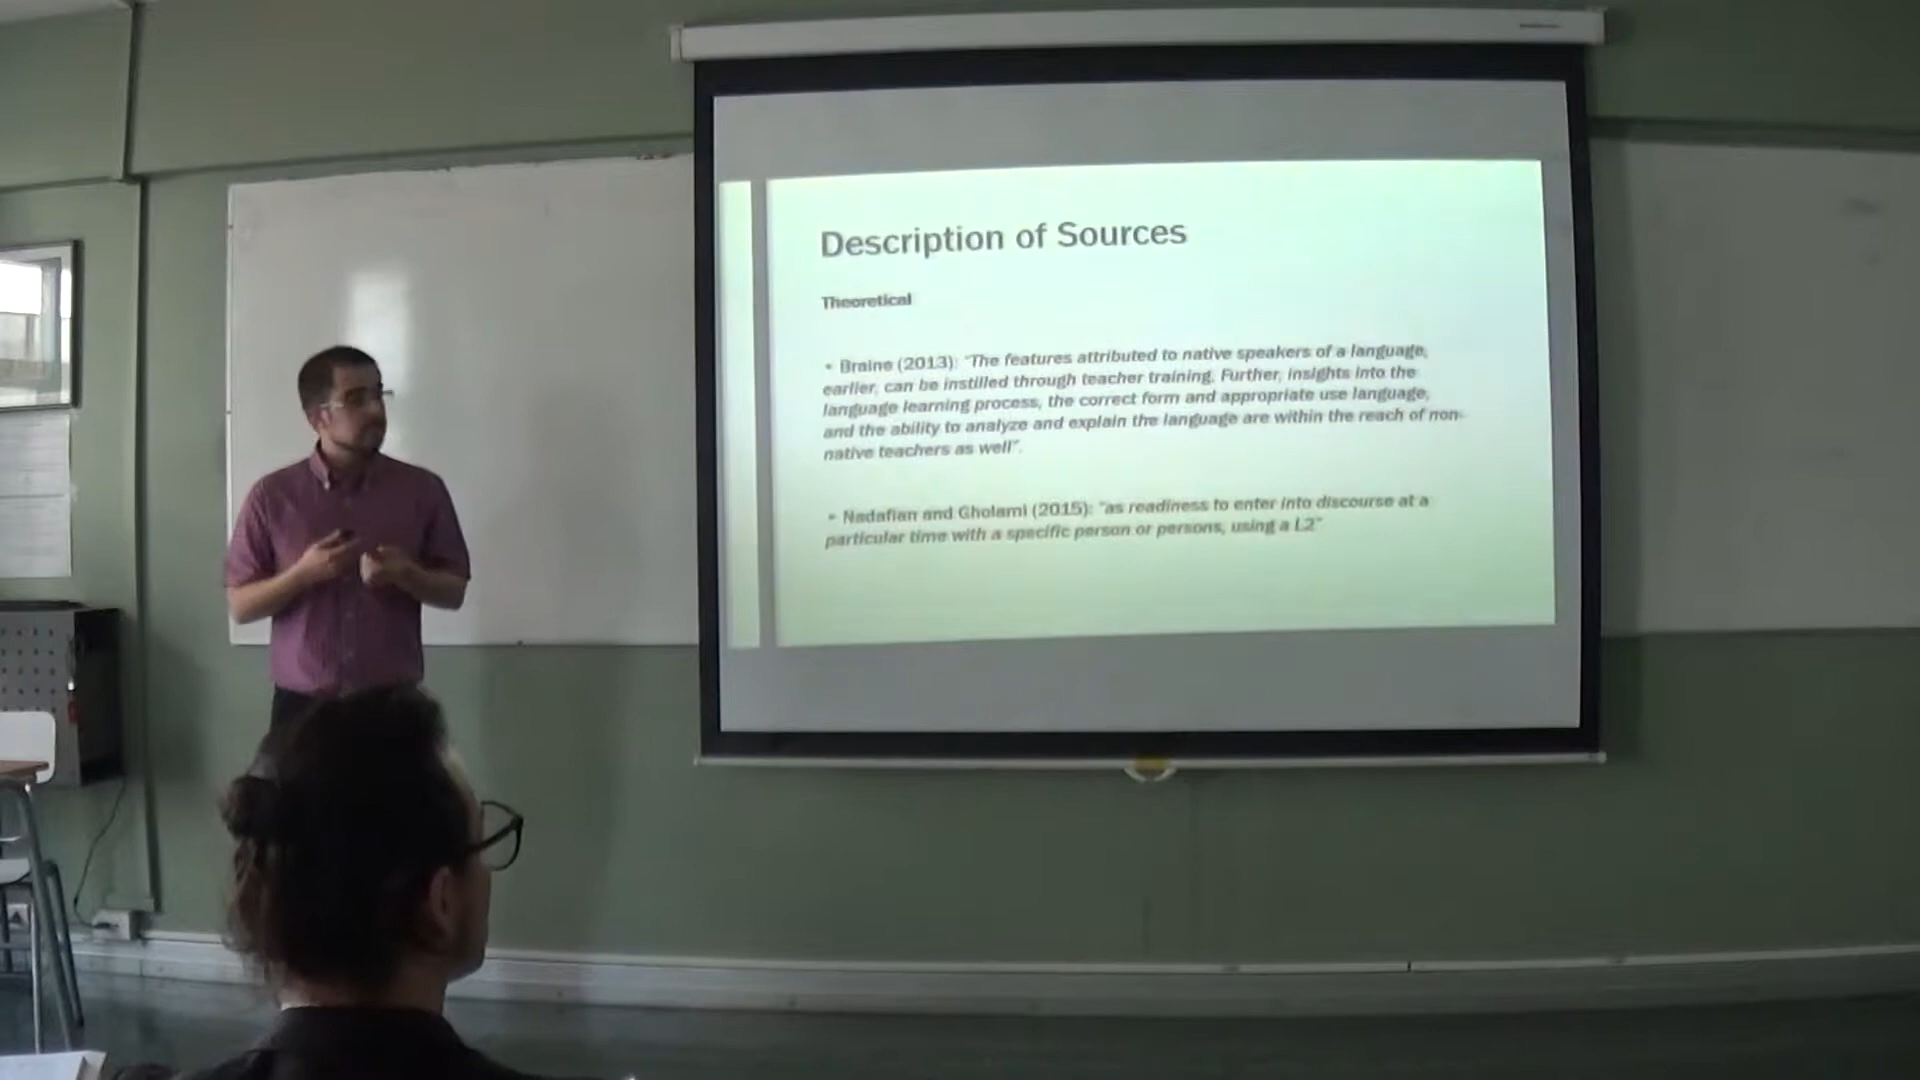 Description of Sources
Theoretical
• Braine (2013): "The features attributed to native speakers of a language,
earlier, can be instilled through teacher training. Further, insights into the
language learning process, the correct form and appropriate use language,
and the ability to analyze and explain the language are within the reach of non-
native teachers as well".
• Nadafian and Gholami (2015): "as readiness to enter into discourse at a
particular time with a specific person or persons, using a L2"